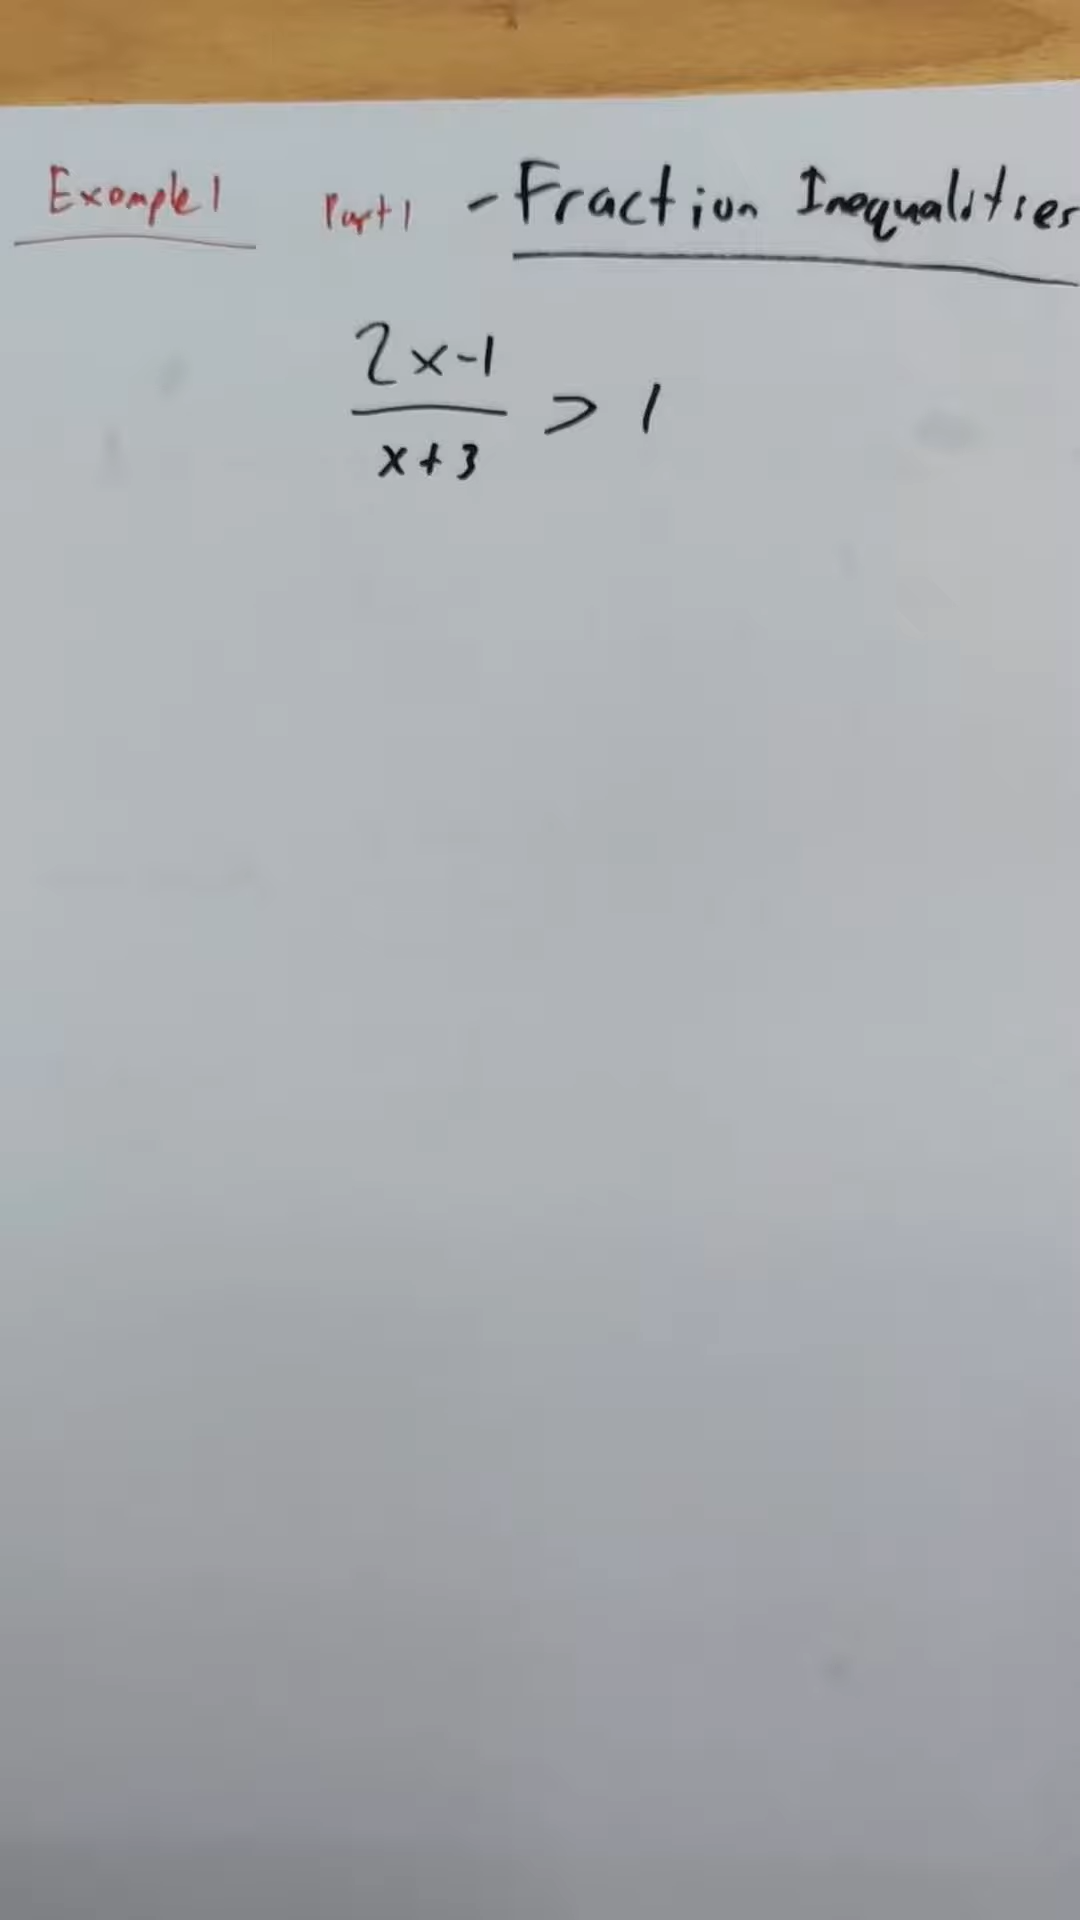 Example 1 Part 1 - Fraction Inequalities
2x-1
x+3 > 1